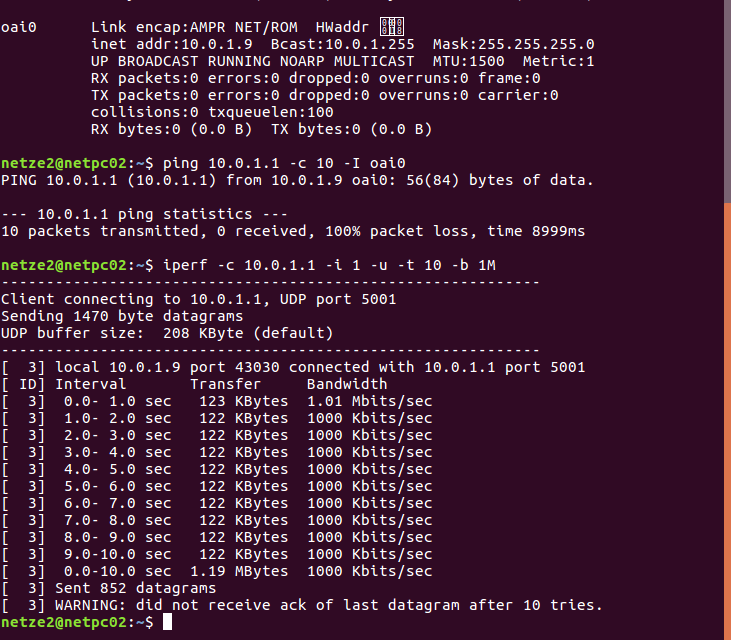 oai0      Link encap:AMPR NET/ROM  HWaddr
          inet addr:10.0.1.9  Bcast:10.0.1.255  Mask:255.255.255.0
          UP BROADCAST RUNNING NOARP MULTICAST  MTU:1500  Metric:1
          RX packets:0 errors:0 dropped:0 overruns:0 frame:0
          TX packets:0 errors:0 dropped:0 overruns:0 carrier:0
          collisions:0 txqueuelen:100
          RX bytes:0 (0.0 B)  TX bytes:0 (0.0 B)
netze2@netpc02:~$ ping 10.0.1.1 -c 10 -I oai0
PING 10.0.1.1 (10.0.1.1) from 10.0.1.9 oai0: 56(84) bytes of data.
--- 10.0.1.1 ping statistics ---
10 packets transmitted, 0 received, 100% packet loss, time 8999ms
netze2@netpc02:~$ iperf -c 10.0.1.1 -i 1 -u -t 10 -b 1M
------------------------------------------------------------
Client connecting to 10.0.1.1, UDP port 5001
Sending 1470 byte datagrams
UDP buffer size:  208 KByte (default)
------------------------------------------------------------
[  3] local 10.0.1.9 port 43030 connected with 10.0.1.1 port 5001
[ ID] Interval       Transfer     Bandwidth
[  3]  0.0- 1.0 sec   123 KBytes  1.01 Mbits/sec
[  3]  1.0- 2.0 sec   122 KBytes  1000 Kbits/sec
[  3]  2.0- 3.0 sec   122 KBytes  1000 Kbits/sec
[  3]  3.0- 4.0 sec   122 KBytes  1000 Kbits/sec
[  3]  4.0- 5.0 sec   122 KBytes  1000 Kbits/sec
[  3]  5.0- 6.0 sec   122 KBytes  1000 Kbits/sec
[  3]  6.0- 7.0 sec   122 KBytes  1000 Kbits/sec
[  3]  7.0- 8.0 sec   122 KBytes  1000 Kbits/sec
[  3]  8.0- 9.0 sec   122 KBytes  1000 Kbits/sec
[  3]  9.0-10.0 sec   122 KBytes  1000 Kbits/sec
[  3]  0.0-10.0 sec  1.19 MBytes  1000 Kbits/sec
[  3] Sent 852 datagrams
[  3] WARNING: did not receive ack of last datagram after 10 tries.
netze2@netpc02:~$